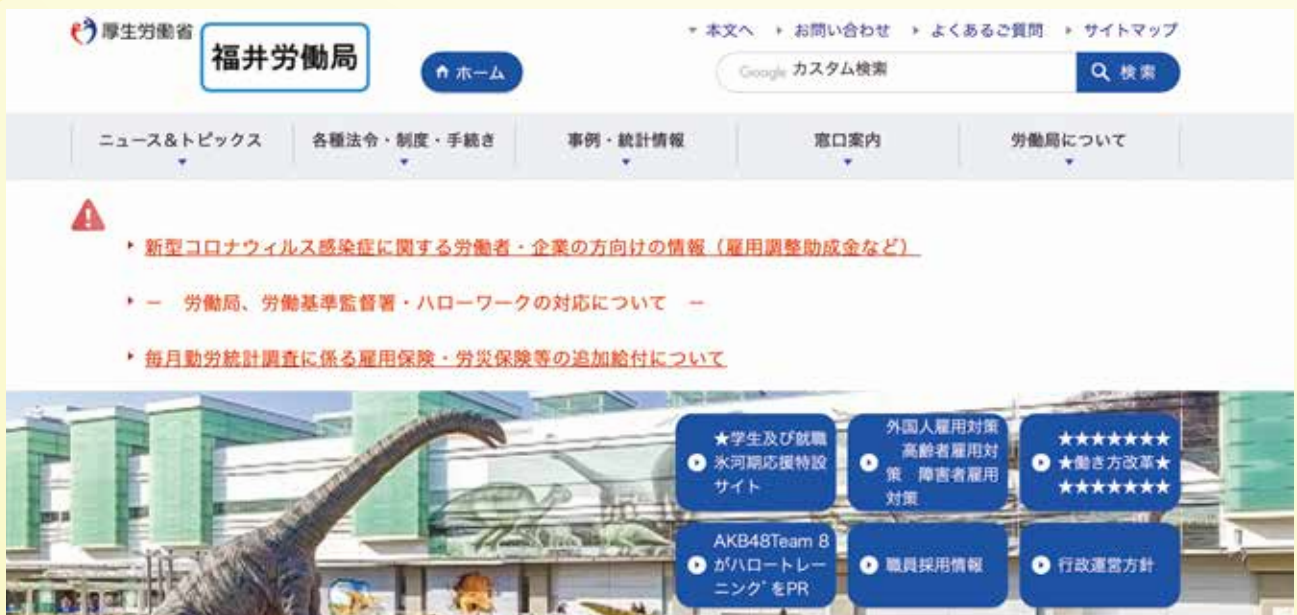 厚生労働省
福井労働局
ホーム
本文へ お問い合わせ よくあるご質問 サイトマップ
Google カスタム検索 検索
ニュース&トピックス 各種法令・制度・手続き 事例・統計情報 窓口案内 労働局について
新型コロナウィルス感染症に関する労働者・企業の方向けの情報（雇用調整助成金など）
－ 労働局、労働基準監督署・ハローワークの対応について －
毎月勤労統計調査に係る雇用保険・労災保険等の追加給付について
★学生及び就職
氷河期応援特設
サイト
外国人雇用対策
高齢者雇用対
策 障害者雇用
対策
★★★★★★★
★働き方改革★
★★★★★★★
AKB48Team 8
がハロートレー
ニング゛をPR
職員採用情報
行政運営方針